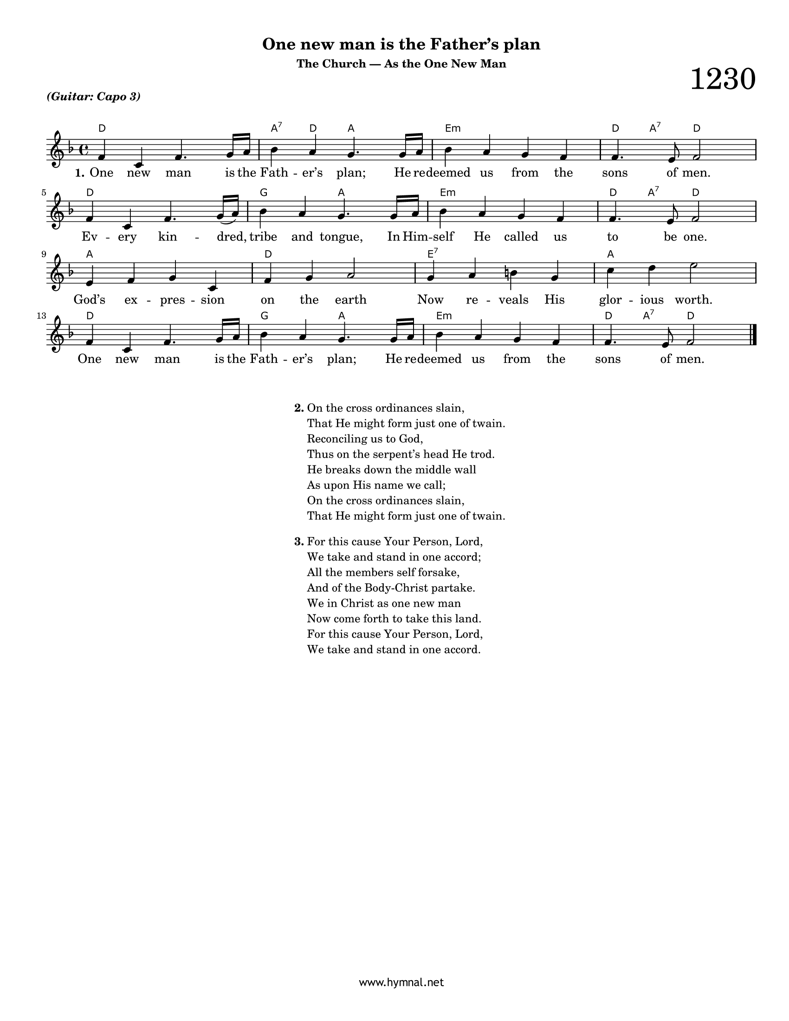 One new man is the Father's plan
The Church — As the One New Man
1230
(Guitar: Capo 3)
D A7 D A Em D A7 D
1. One new man is the Fath - er's plan; He redeemed us from the sons of men.
5 D G A Em D A7 D
Ev - ery kin - dred, tribe and tongue, In Him-self He called us to be one.
9 A D E7 A
God's ex - pres - sion on the earth Now re - veals His glor - ious worth.
13 D G A Em D A7 D
One new man is the Fath - er's plan; He redeemed us from the sons of men.
2. On the cross ordinances slain,
That He might form just one of twain.
Reconciling us to God,
Thus on the serpent's head He trod.
He breaks down the middle wall
As upon His name we call;
On the cross ordinances slain,
That He might form just one of twain.
3. For this cause Your Person, Lord,
We take and stand in one accord;
All the members self forsake,
And of the Body-Christ partake.
We in Christ as one new man
Now come forth to take this land.
For this cause Your Person, Lord,
We take and stand in one accord.
www.hymnal.net